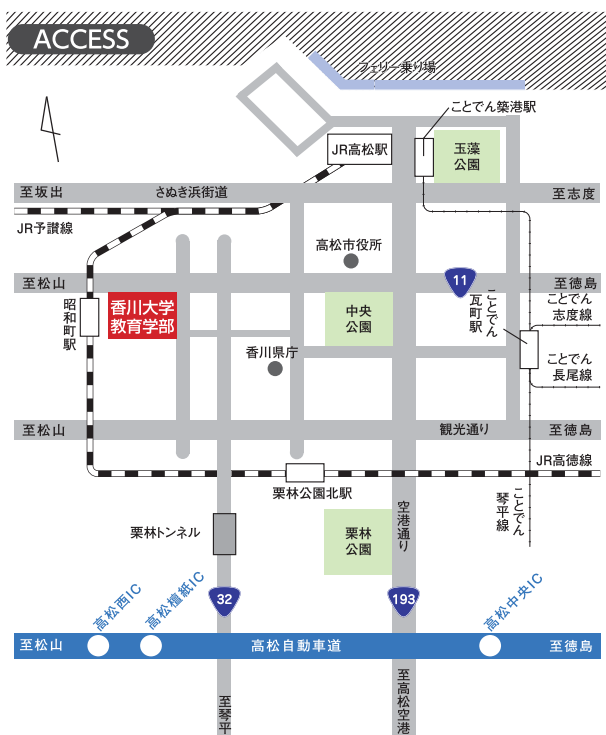 ACCESS
フェリー乗り場
ことでん築港駅
JR高松駅
玉藻
公園
至坂出
さぬき浜街道
至志度
JR予讃線
高松市役所
至松山
11
至徳島
昭和町駅
香川大学
教育学部
中央
公園
ことでん
瓦町駅
ことでん
志度線
香川県庁
ことでん
長尾線
至松山
観光通り
至徳島
JR高徳線
栗林公園北駅
ことでん
琴平線
空港通り
栗林トンネル
栗林
公園
高松西IC
高松檀紙IC
32
193
高松中央IC
至松山
高松自動車道
至徳島
至琴平
至高松空港